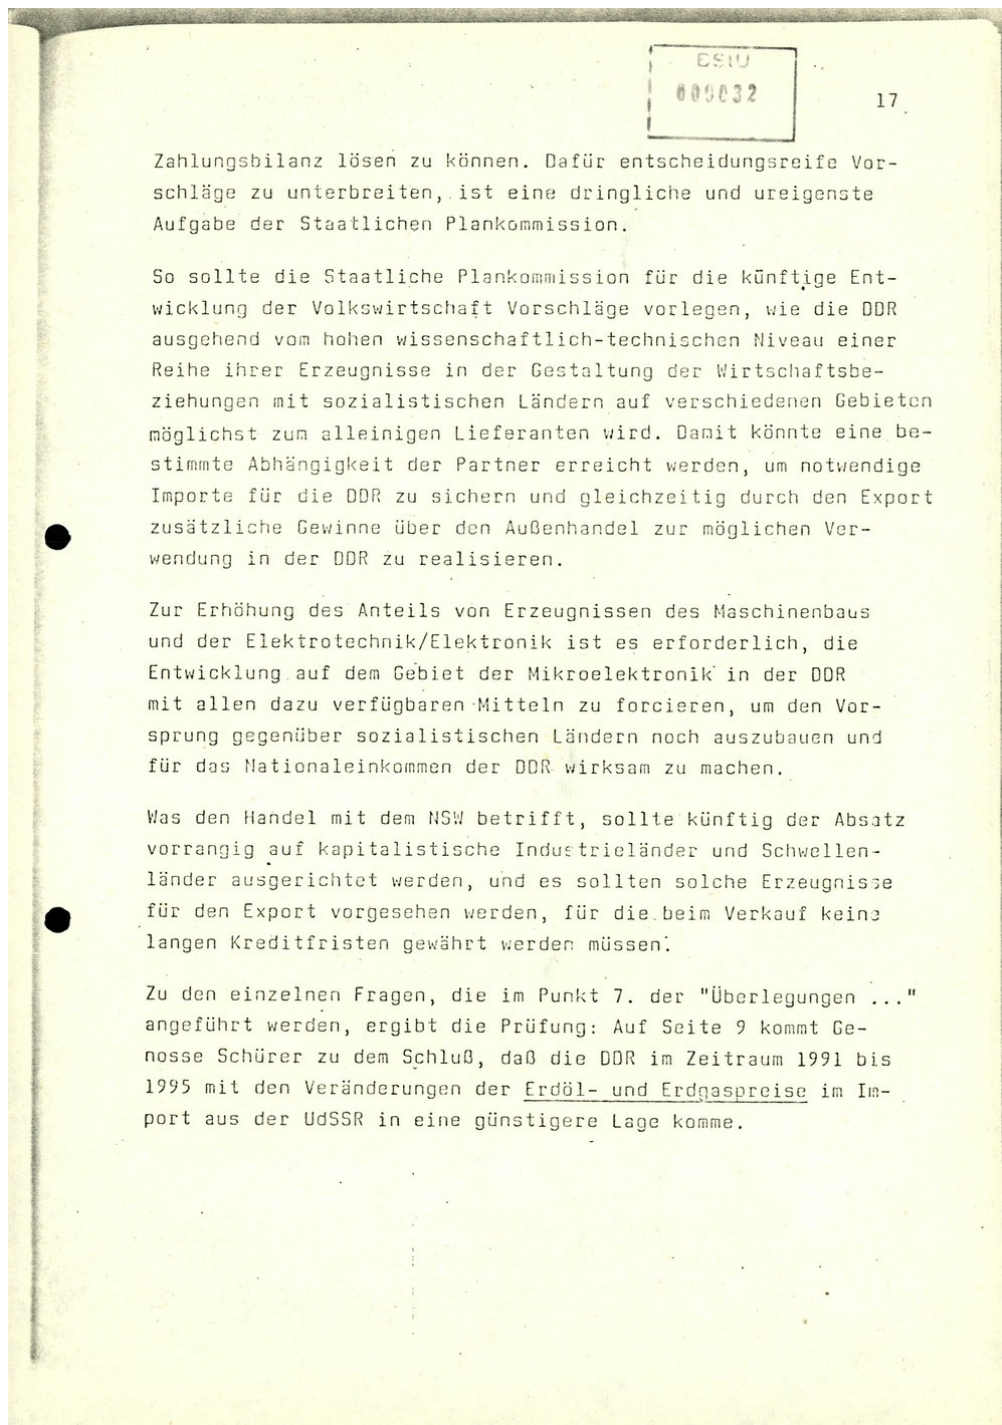 BStU
000032
17
Zahlungsbilanz lösen zu können. Dafür entscheidungsreife Vor-
schläge zu unterbreiten, ist eine dringliche und ureigenste
Aufgabe der Staatlichen Plankommission.
So sollte die Staatliche Plankommission für die künftige Ent-
wicklung der Volkswirtschaft Vorschläge vorlegen, wie die DDR
ausgehend vom hohen wissenschaftlich-technischen Niveau einer
Reihe ihrer Erzeugnisse in der Gestaltung der Wirtschaftsbe-
ziehungen mit sozialistischen Ländern auf verschiedenen Gebieten
möglichst zum alleinigen Lieferanten wird. Damit könnte eine be-
stimmte Abhängigkeit der Partner erreicht werden, um notwendige
Importe für die DDR zu sichern und gleichzeitig durch den Export
zusätzliche Gewinne über den Außenhandel zur möglichen Ver-
wendung in der DDR zu realisieren.
Zur Erhöhung des Anteils von Erzeugnissen des Maschinenbaus
und der Elektrotechnik/Elektronik ist es erforderlich, die
Entwicklung auf dem Gebiet der Mikroelektronik in der DDR
mit allen dazu verfügbaren Mitteln zu forcieren, um den Vor-
sprung gegenüber sozialistischen Ländern noch auszubauen und
für das Nationaleinkommen der DDR wirksam zu machen.
Was den Handel mit dem NSW betrifft, sollte künftig der Absatz
vorrangig auf kapitalistische Industrieländer und Schwellen-
länder ausgerichtet werden, und es sollten solche Erzeugnisse
für den Export vorgesehen werden, für die beim Verkauf keine
langen Kreditfristen gewährt werden müssen.
Zu den einzelnen Fragen, die im Punkt 7. der "Überlegungen ..."
angeführt werden, ergibt die Prüfung: Auf Seite 9 kommt Ge-
nosse Schürer zu dem Schluß, daß die DDR im Zeitraum 1991 bis
1995 mit den Veränderungen der Erdöl- und Erdgaspreise im Im-
port aus der UdSSR in eine günstigere Lage komme.